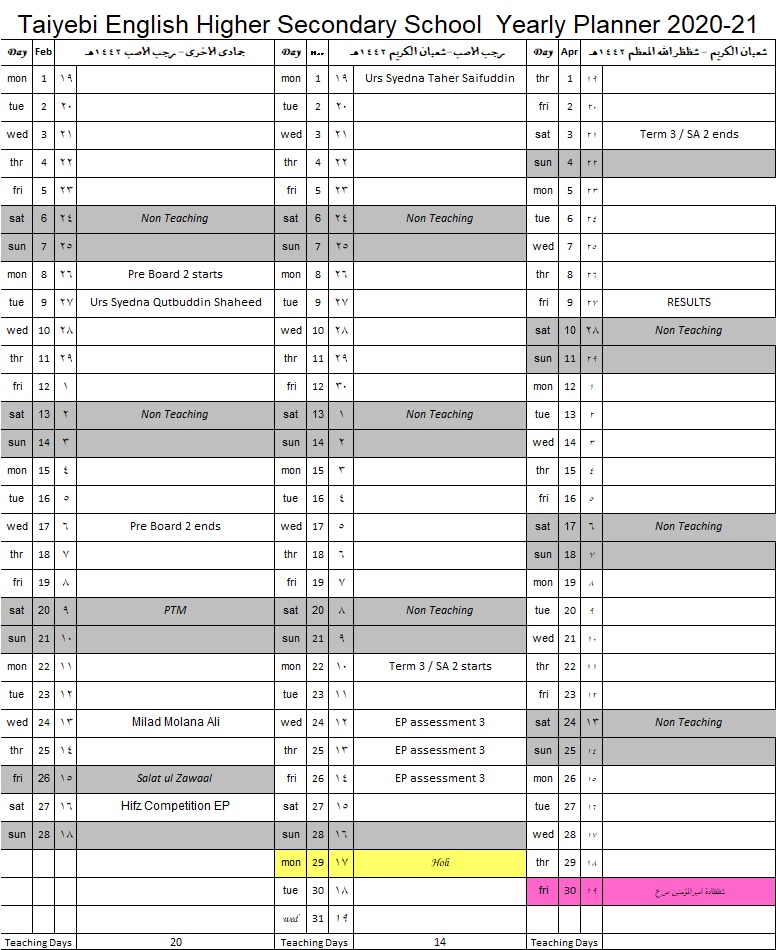 Taiyebi English Higher Secondary School Yearly Planner 2020-21
Day Feb جمادى الاخرى - رجب الاصب ١٤٤٢هـ Day Mar رجب الاصب-شعبان الكريم ١٤٤٢هـ Day Apr شعبان الكريم - شظظر الله المعظم ١٤٤٢هـ
mon 1 ١٩ mon 1 ١٩ Urs Syedna Taher Saifuddin thr 1 ١٩
tue 2 ٢٠ tue 2 ٢٠ fri 2 ٢٠
wed 3 ٢١ wed 3 ٢١ sat 3 ٢١ Term 3 / SA 2 ends
thr 4 ٢٢ thr 4 ٢٢ sun 4 ٢٢
fri 5 ٢٣ fri 5 ٢٣ mon 5 ٢٣
sat 6 ٢٤ Non Teaching sat 6 ٢٤ Non Teaching tue 6 ٢٤
sun 7 ٢٥ sun 7 ٢٥ wed 7 ٢٥
mon 8 ٢٦ Pre Board 2 starts mon 8 ٢٦ thr 8 ٢٦
tue 9 ٢٧ Urs Syedna Qutbuddin Shaheed tue 9 ٢٧ fri 9 ٢٧ RESULTS
wed 10 ٢٨ wed 10 ٢٨ sat 10 ٢٨ Non Teaching
thr 11 ٢٩ thr 11 ٢٩ sun 11 ٢٩
fri 12 ١ fri 12 ٣٠ mon 12 ١
sat 13 ٢ Non Teaching sat 13 ١ Non Teaching tue 13 ٢
sun 14 ٣ sun 14 ٢ wed 14 ٣
mon 15 ٤ mon 15 ٣ thr 15 ٤
tue 16 ٥ tue 16 ٤ fri 16 ٥
wed 17 ٦ Pre Board 2 ends wed 17 ٥ sat 17 ٦ Non Teaching
thr 18 ٧ thr 18 ٦ sun 18 ٧
fri 19 ٨ fri 19 ٧ mon 19 ٨
sat 20 ٩ PTM sat 20 ٨ Non Teaching tue 20 ٩
sun 21 ١٠ sun 21 ٩ wed 21 ١٠
mon 22 ١١ mon 22 ١٠ Term 3 / SA 2 starts thr 22 ١١
tue 23 ١٢ tue 23 ١١ fri 23 ١٢
wed 24 ١٣ Milad Molana Ali wed 24 ١٢ EP assessment 3 sat 24 ١٣ Non Teaching
thr 25 ١٤ thr 25 ١٣ EP assessment 3 sun 25 ١٤
fri 26 ١٥ Salat ul Zawaal fri 26 ١٤ EP assessment 3 mon 26 ١٥
sat 27 ١٦ Hifz Competition EP sat 27 ١٥ tue 27 ١٦
sun 28 ١٨ sun 28 ١٦ wed 28 ١٧
mon 29 ١٧ Holi thr 29 ١٨
tue 30 ١٨ fri 30 ١٩ شظظادة اميرالمؤمنين ص ع
wed 31 ١٩
Teaching Days 20 Teaching Days 14 Teaching Days